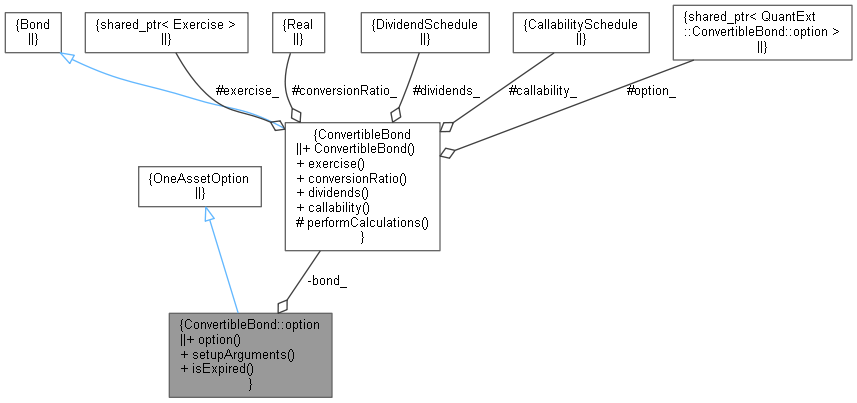 {Bond
||}
{shared_ptr< Exercise >
||}
{Real
||}
{DividendSchedule
||}
{CallabilitySchedule
||}
{shared_ptr< QuantExt
::ConvertibleBond::option >
||}
#exercise_
#conversionRatio_
#dividends_
#callability_
#option_
{ConvertibleBond
||+ ConvertibleBond()
+ exercise()
+ conversionRatio()
+ dividends()
+ callability()
# performCalculations()
}
{OneAssetOption
||}
-bond_
{ConvertibleBond::option
||+ option()
+ setupArguments()
+ isExpired()
}